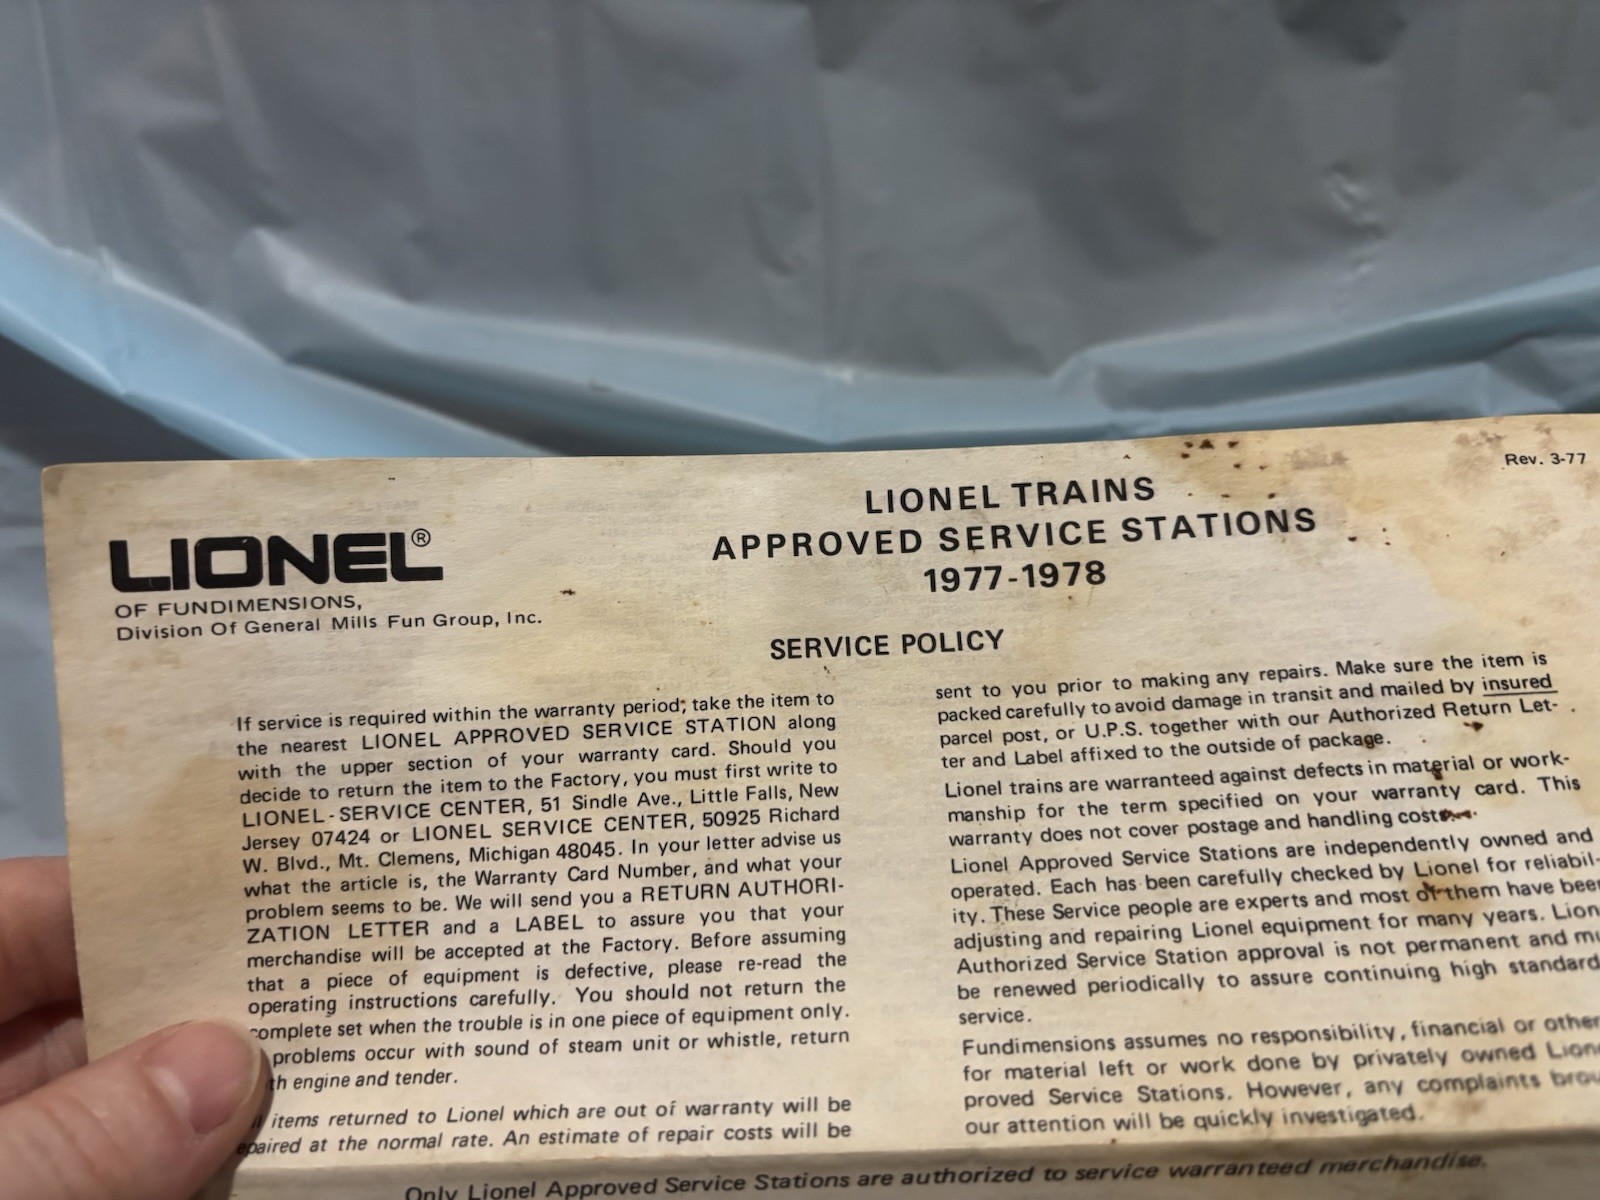 Rev. 3-77
LIONEL TRAINS
APPROVED SERVICE STATIONS
1977-1978
LIONEL®
OF FUNDIMENSIONS,
Division Of General Mills Fun Group, Inc.
SERVICE POLICY
If service is required within the warranty period, take the item to
the nearest LIONEL APPROVED SERVICE STATION along
with the upper section of your warranty card. Should you
decide to return the item to the Factory, you must first write to
LIONEL-SERVICE CENTER, 51 Sindle Ave., Little Falls, New
Jersey 07424 or LIONEL SERVICE CENTER, 50925 Richard
W. Blvd., Mt. Clemens, Michigan 48045. In your letter advise us
what the article is, the Warranty Card Number, and what your
problem seems to be. We will send you a RETURN AUTHORI-
ZATION LETTER and a LABEL to assure you that your
merchandise will be accepted at the Factory. Before assuming
that a piece of equipment is defective, please re-read the
operating instructions carefully. You should not return the
complete set when the trouble is in one piece of equipment only.
problems occur with sound of steam unit or whistle, return
engine and tender.
items returned to Lionel which are out of warranty will be
epaired at the normal rate. An estimate of repair costs will be
sent to you prior to making any repairs. Make sure the item is
packed carefully to avoid damage in transit and mailed by insured
parcel post, or U.P.S. together with our Authorized Return Let-
ter and Label affixed to the outside of package.
Lionel trains are warranteed against defects in material or work-
manship for the term specified on your warranty card. This
warranty does not cover postage and handling costs.
Lionel Approved Service Stations are independently owned and
operated. Each has been carefully checked by Lionel for reliabil-
ity. These Service people are experts and most of them have been
adjusting and repairing Lionel equipment for many years. Lion
Authorized Service Station approval is not permanent and mu
be renewed periodically to assure continuing high standard
service.
Fundimensions assumes no responsibility, financial or other
for material left or work done by privately owned Lion
proved Service Stations. However, any complaints brou
our attention will be quickly investigated.
Only Lionel Approved Service Stations are authorized to service warranteed merchandise.